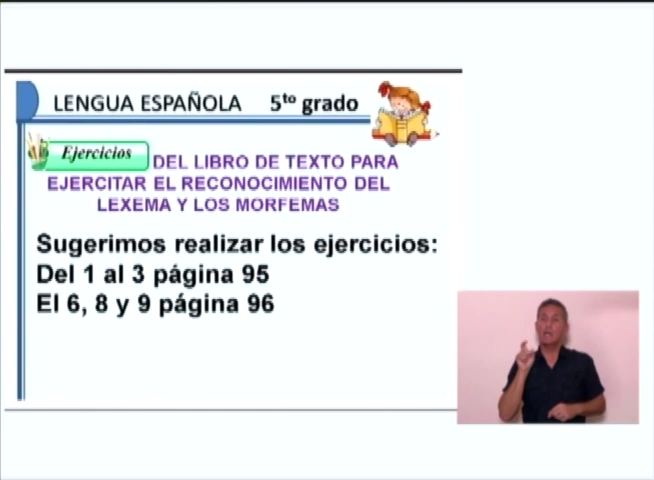 LENGUA ESPAÑOLA 5to grado
Ejercicios DEL LIBRO DE TEXTO PARA
EJERCITAR EL RECONOCIMIENTO DEL
LEXEMA Y LOS MORFEMAS
Sugerimos realizar los ejercicios:
Del 1 al 3 página 95
El 6, 8 y 9 página 96